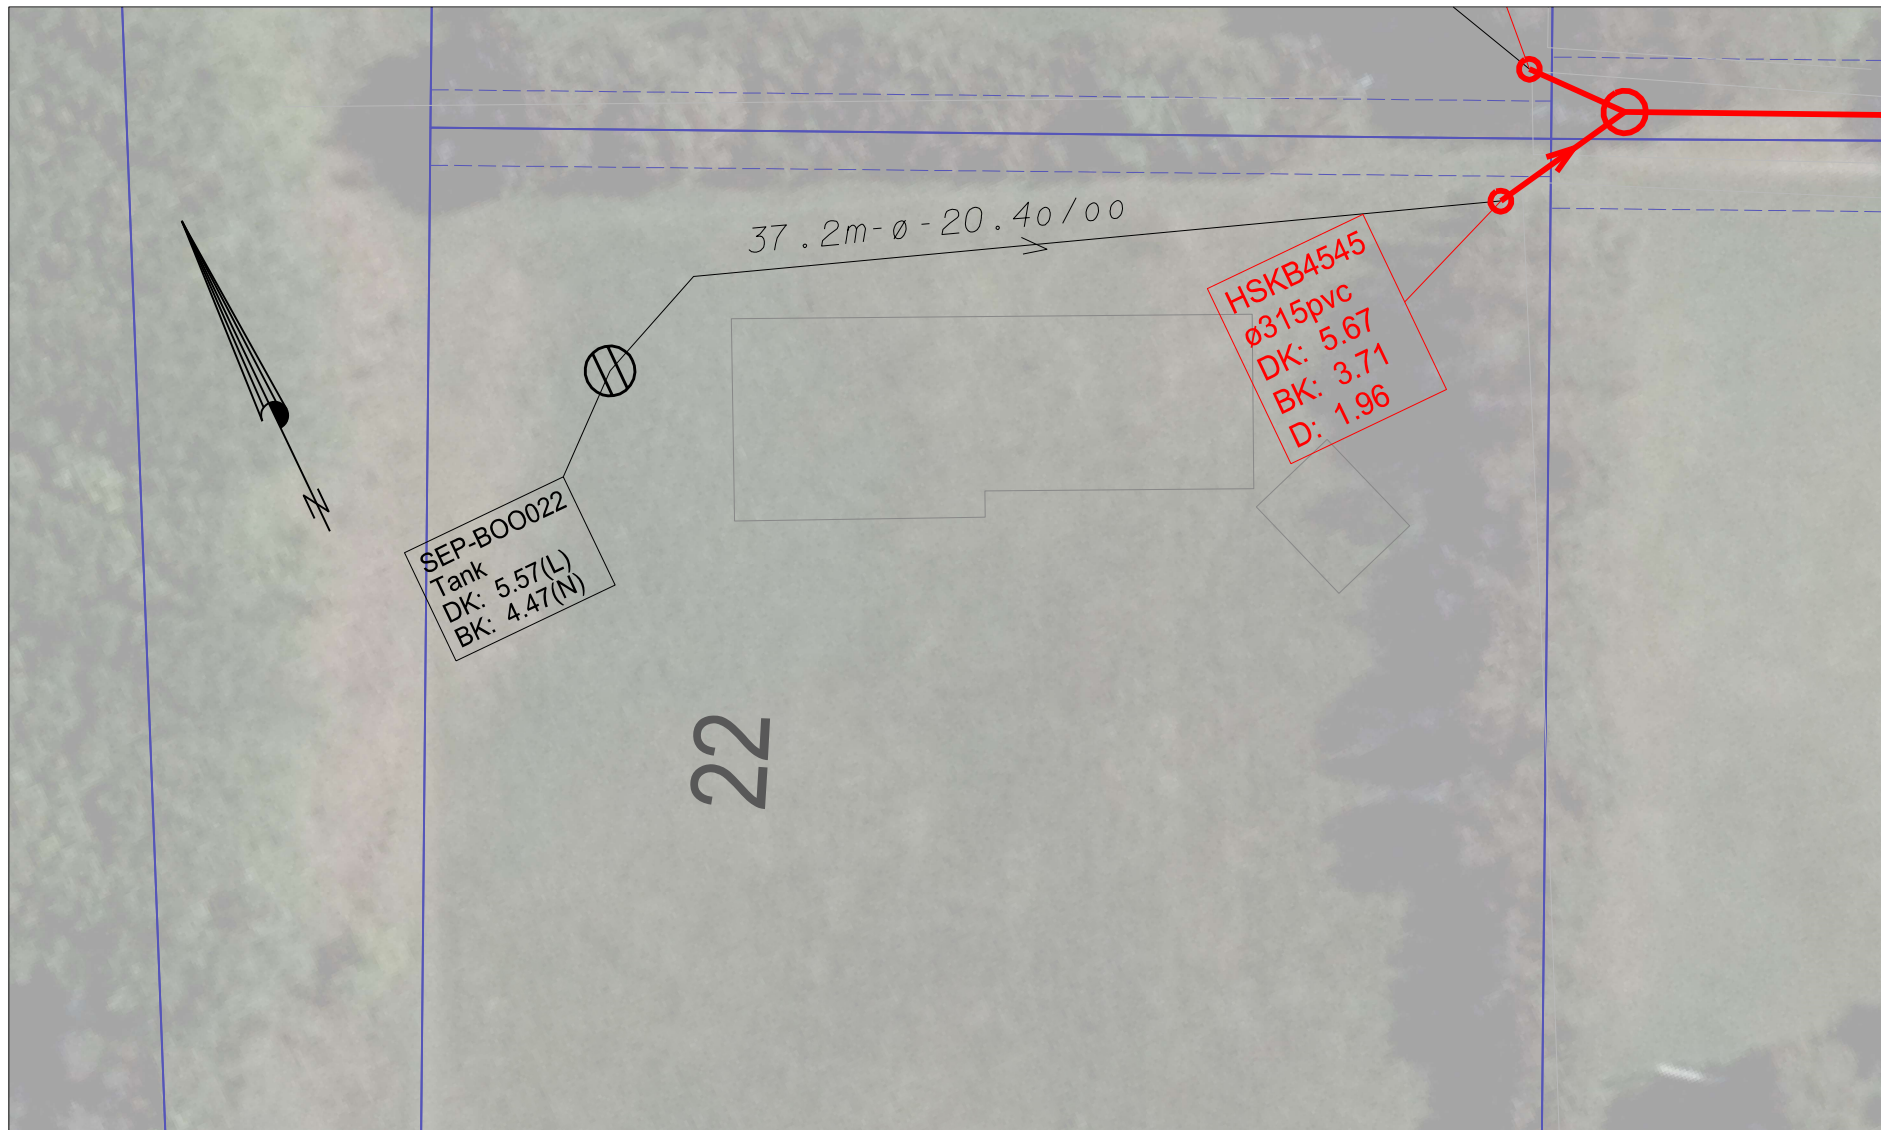 37.2m-ø-20.4o/oo
HSKB4545
ø315pvc
DK: 5.67
BK: 3.71
D: 1.96
N
SEP-BOO022
Tank
DK: 5.57(L)
BK: 4.47(N)
22